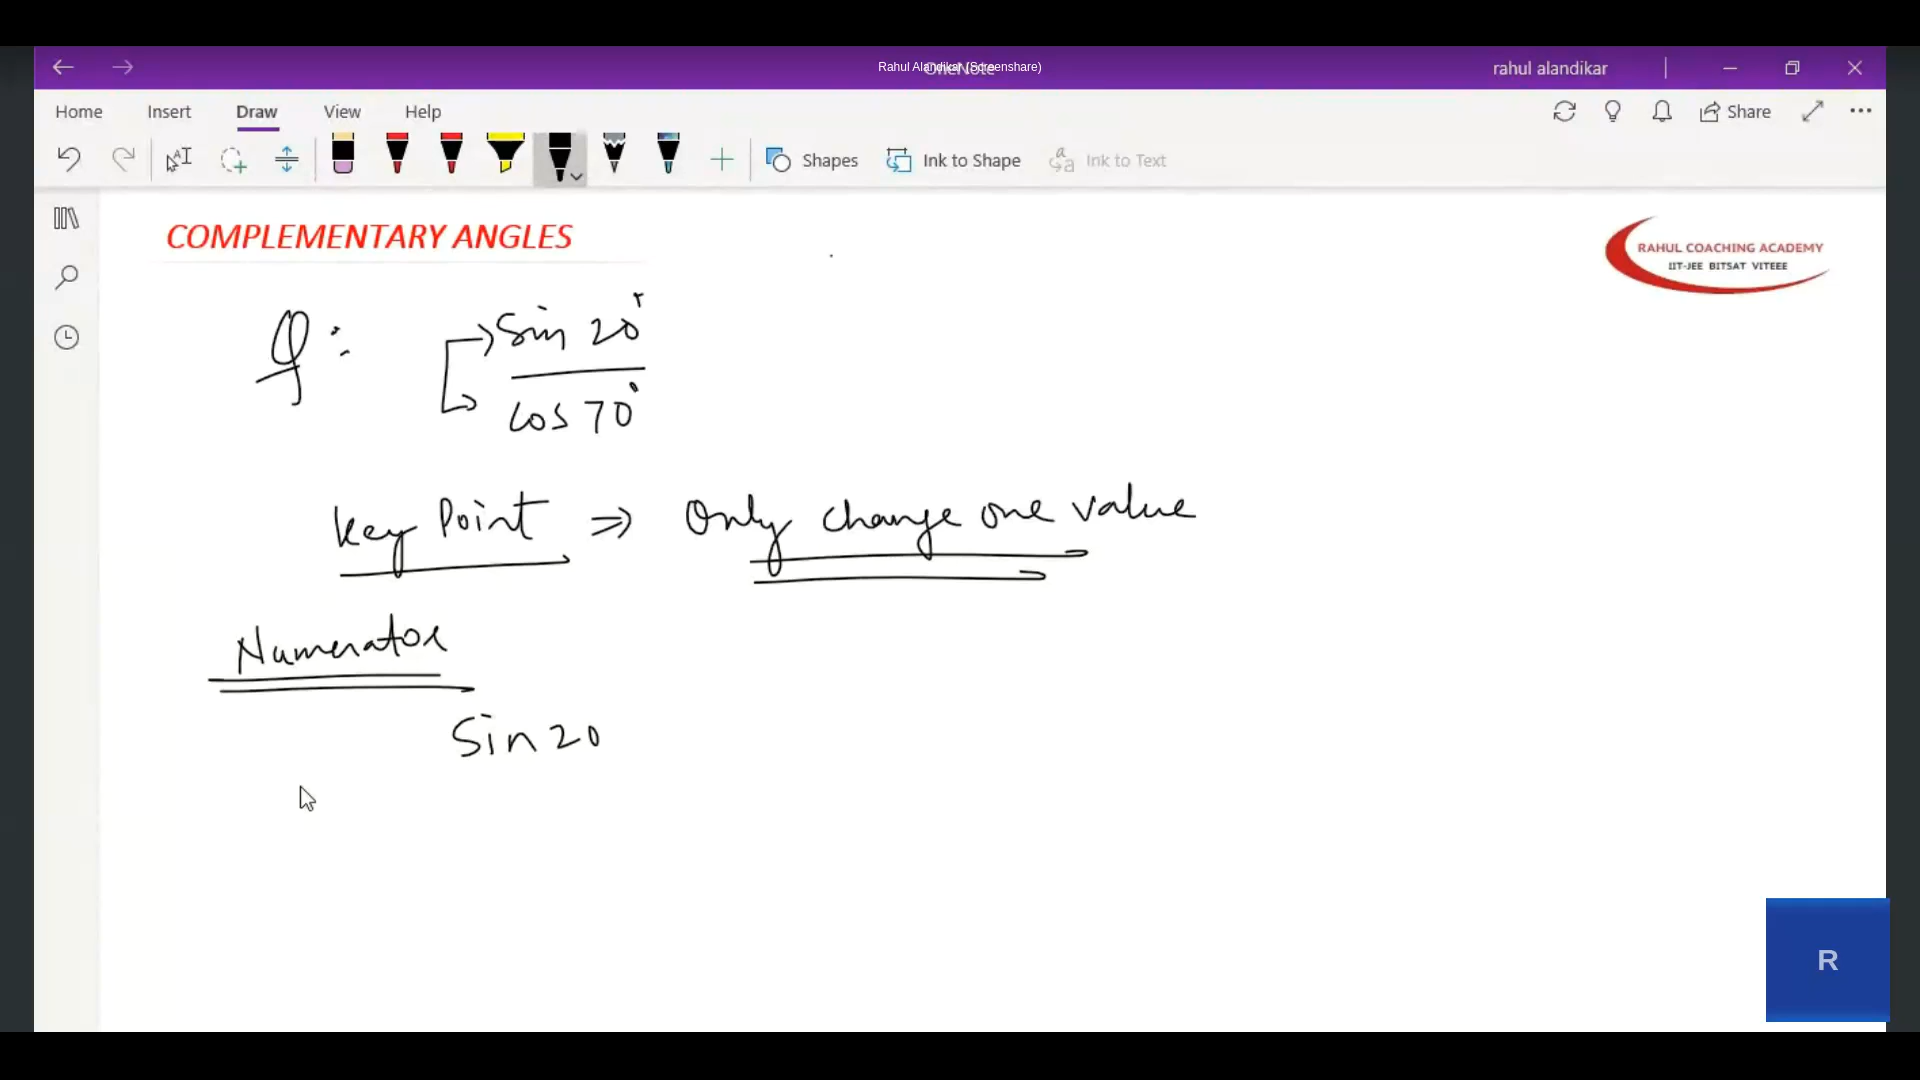 Rahul Alandikar (Screenshare)
rahul alandikar
Home Insert Draw View Help Share
Shapes Ink to Shape Ink to Text
COMPLEMENTARY ANGLES
RAHUL COACHING ACADEMY
IIT-JEE BITSAT VITEEE
Q: Sin 20°
cos 70°
Key Point ⇒ Only change one value
Numerator
Sin 20
R